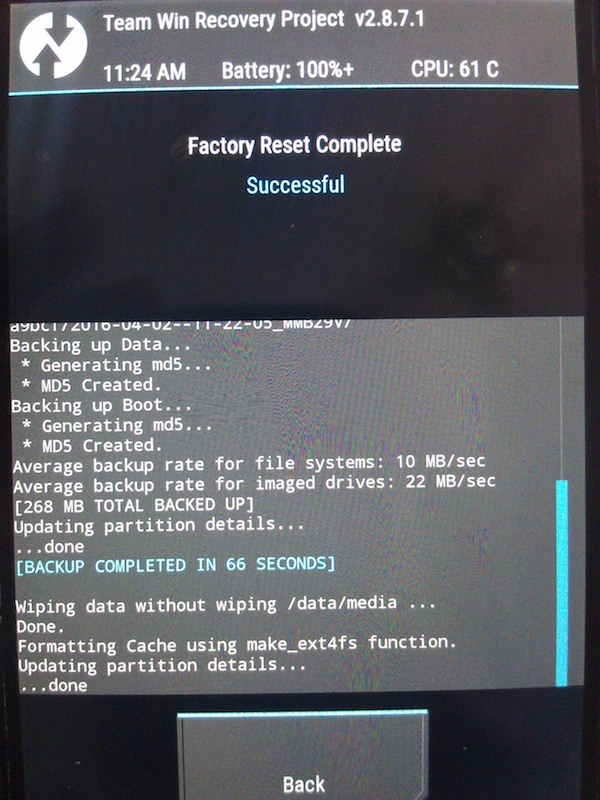 Team Win Recovery Project v2.8.7.1
11:24 AM Battery: 100%+ CPU: 61 C
Factory Reset Complete
Successful
a9bc1/2016-04-02--11-22-05_MMB29V/
Backing up Data...
* Generating md5...
* MD5 Created.
Backing up Boot...
* Generating md5...
* MD5 Created.
Average backup rate for file systems: 10 MB/sec
Average backup rate for imaged drives: 22 MB/sec
[268 MB TOTAL BACKED UP]
Updating partition details...
...done
[BACKUP COMPLETED IN 66 SECONDS]
Wiping data without wiping /data/media ...
Done.
Formatting Cache using make_ext4fs function.
Updating partition details...
...done
Back